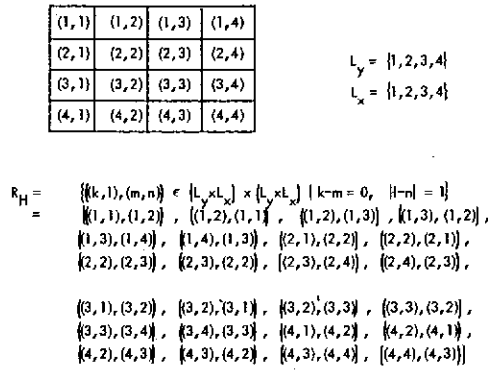 (1,1) (1,2) (1,3) (1,4)
(2,1) (2,2) (2,3) (2,4)
(3,1) (3,2) (3,3) (3,4)
(4,1) (4,2) (4,3) (4,4)
L_y = {1,2,3,4}
L_x = {1,2,3,4}
R_H = {((k,l),(m,n)) ϵ (L_y×L_x) × (L_y×L_x) | k-m = 0, |l-n| = 1}
= {((1,1),(1,2)) , ((1,2),(1,1)) , ((1,2),(1,3)) , ((1,3),(1,2)) ,
((1,3),(1,4)) , ((1,4),(1,3)) , ((2,1),(2,2)) , ((2,2),(2,1)) ,
((2,2),(2,3)) , ((2,3),(2,2)) , ((2,3),(2,4)) , ((2,4),(2,3)) ,
((3,1),(3,2)) , ((3,2),(3,1)) , ((3,2),(3,3)) , ((3,3),(3,2)) ,
((3,3),(3,4)) , ((3,4),(3,3)) , ((4,1),(4,2)) , ((4,2),(4,1)) ,
((4,2),(4,3)) , ((4,3),(4,2)) , ((4,3),(4,4)) , ((4,4),(4,3))}